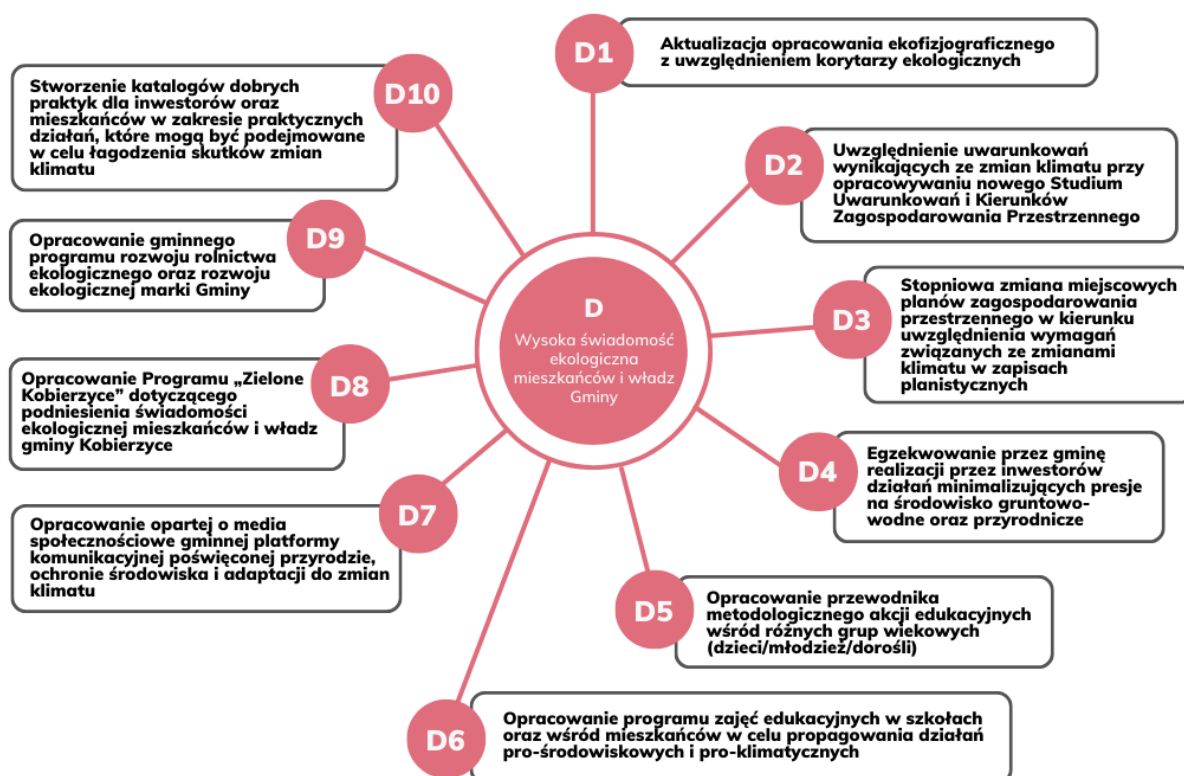 D
Wysoka świadomość
ekologiczna
mieszkańców i władz
Gminy
D1
Aktualizacja opracowania ekofizjograficznego
z uwzględnieniem korytarzy ekologicznych
D2
Uwzględnienie uwarunkowań
wynikających ze zmian klimatu przy
opracowywaniu nowego Studium
Uwarunkowań i Kierunków
Zagospodarowania Przestrzennego
D3
Stopniowa zmiana miejscowych
planów zagospodarowania
przestrzennego w kierunku
uwzględnienia wymagań
związanych ze zmianami
klimatu w zapisach
planistycznych
D4
Egzekwowanie przez gminę
realizacji przez inwestorów
działań minimalizujących presje
na środowisko gruntowo-
wodne oraz przyrodnicze
D5
Opracowanie przewodnika
metodologicznego akcji edukacyjnych
wśród różnych grup wiekowych
(dzieci/młodzież/dorośli)
D6
Opracowanie programu zajęć edukacyjnych w szkołach
oraz wśród mieszkańców w celu propagowania działań
pro-środowiskowych i pro-klimatycznych
D7
Opracowanie opartej o media
społecznościowe gminnej platformy
komunikacyjnej poświęconej przyrodzie,
ochronie środowiska i adaptacji do zmian
klimatu
D8
Opracowanie Programu „Zielone
Kobierzyce” dotyczącego
podniesienia świadomości
ekologicznej mieszkańców i władz
gminy Kobierzyce
D9
Opracowanie gminnego
programu rozwoju rolnictwa
ekologicznego oraz rozwoju
ekologicznej marki Gminy
D10
Stworzenie katalogów dobrych
praktyk dla inwestorów oraz
mieszkańców w zakresie praktycznych
działań, które mogą być podejmowane
w celu łagodzenia skutków zmian
klimatu